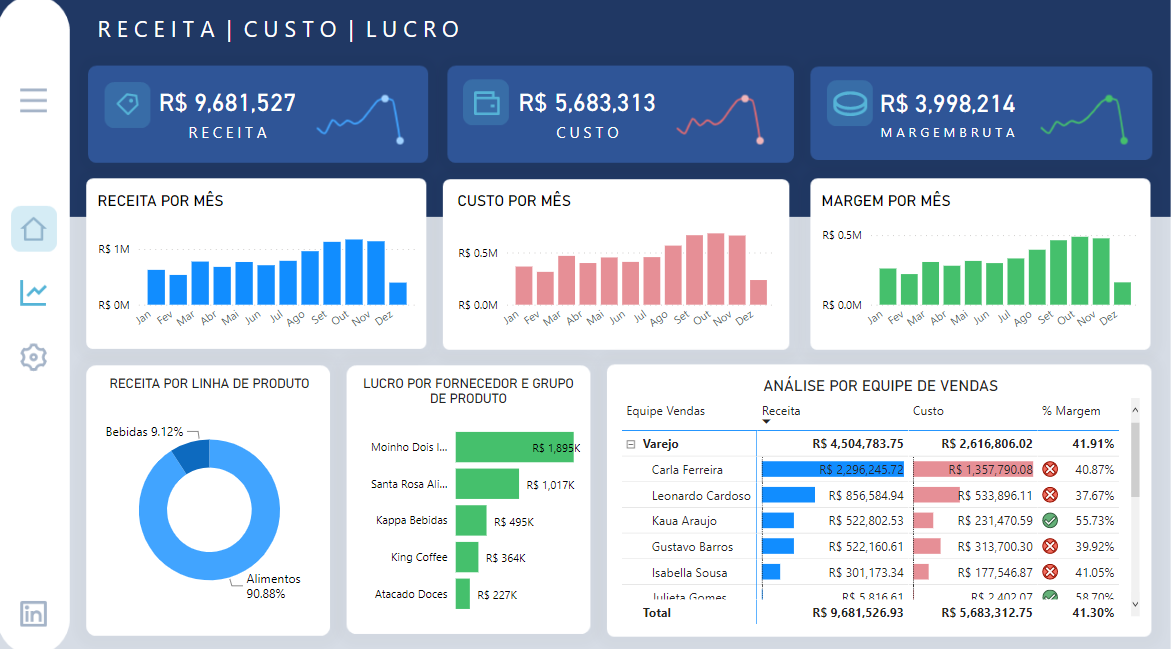 RECEITA | CUSTO | LUCRO
R$ 9,681,527
RECEITA
R$ 5,683,313
CUSTO
R$ 3,998,214
MARGEMBRUTA
RECEITA POR MÊS
R$ 1M
R$ 0M
Jan Fev Mar Abr Mai Jun Jul Ago Set Out Nov Dez
CUSTO POR MÊS
R$ 0.5M
R$ 0.0M
Jan Fev Mar Abr Mai Jun Jul Ago Set Out Nov Dez
MARGEM POR MÊS
R$ 0.5M
R$ 0.0M
Jan Fev Mar Abr Mai Jun Jul Ago Set Out Nov Dez
RECEITA POR LINHA DE PRODUTO
Bebidas 9.12%
Alimentos
90.88%
LUCRO POR FORNECEDOR E GRUPO
DE PRODUTO
Moinho Dois I... R$ 1,895K
Santa Rosa Ali... R$ 1,017K
Kappa Bebidas R$ 495K
King Coffee R$ 364K
Atacado Doces R$ 227K
ANÁLISE POR EQUIPE DE VENDAS
Equipe Vendas Receita Custo % Margem
Varejo R$ 4,504,783.75 R$ 2,616,806.02 41.91%
Carla Ferreira R$ 2,296,245.72 R$ 1,357,790.08 40.87%
Leonardo Cardoso R$ 856,584.94 R$ 533,896.11 37.67%
Kaua Araujo R$ 522,802.53 R$ 231,470.59 55.73%
Gustavo Barros R$ 522,160.61 R$ 313,700.30 39.92%
Isabella Sousa R$ 301,173.34 R$ 177,546.87 41.05%
Julieta Gomes R$ 5,816.61 R$ 2,402.07 58.70%
Total R$ 9,681,526.93 R$ 5,683,312.75 41.30%
in